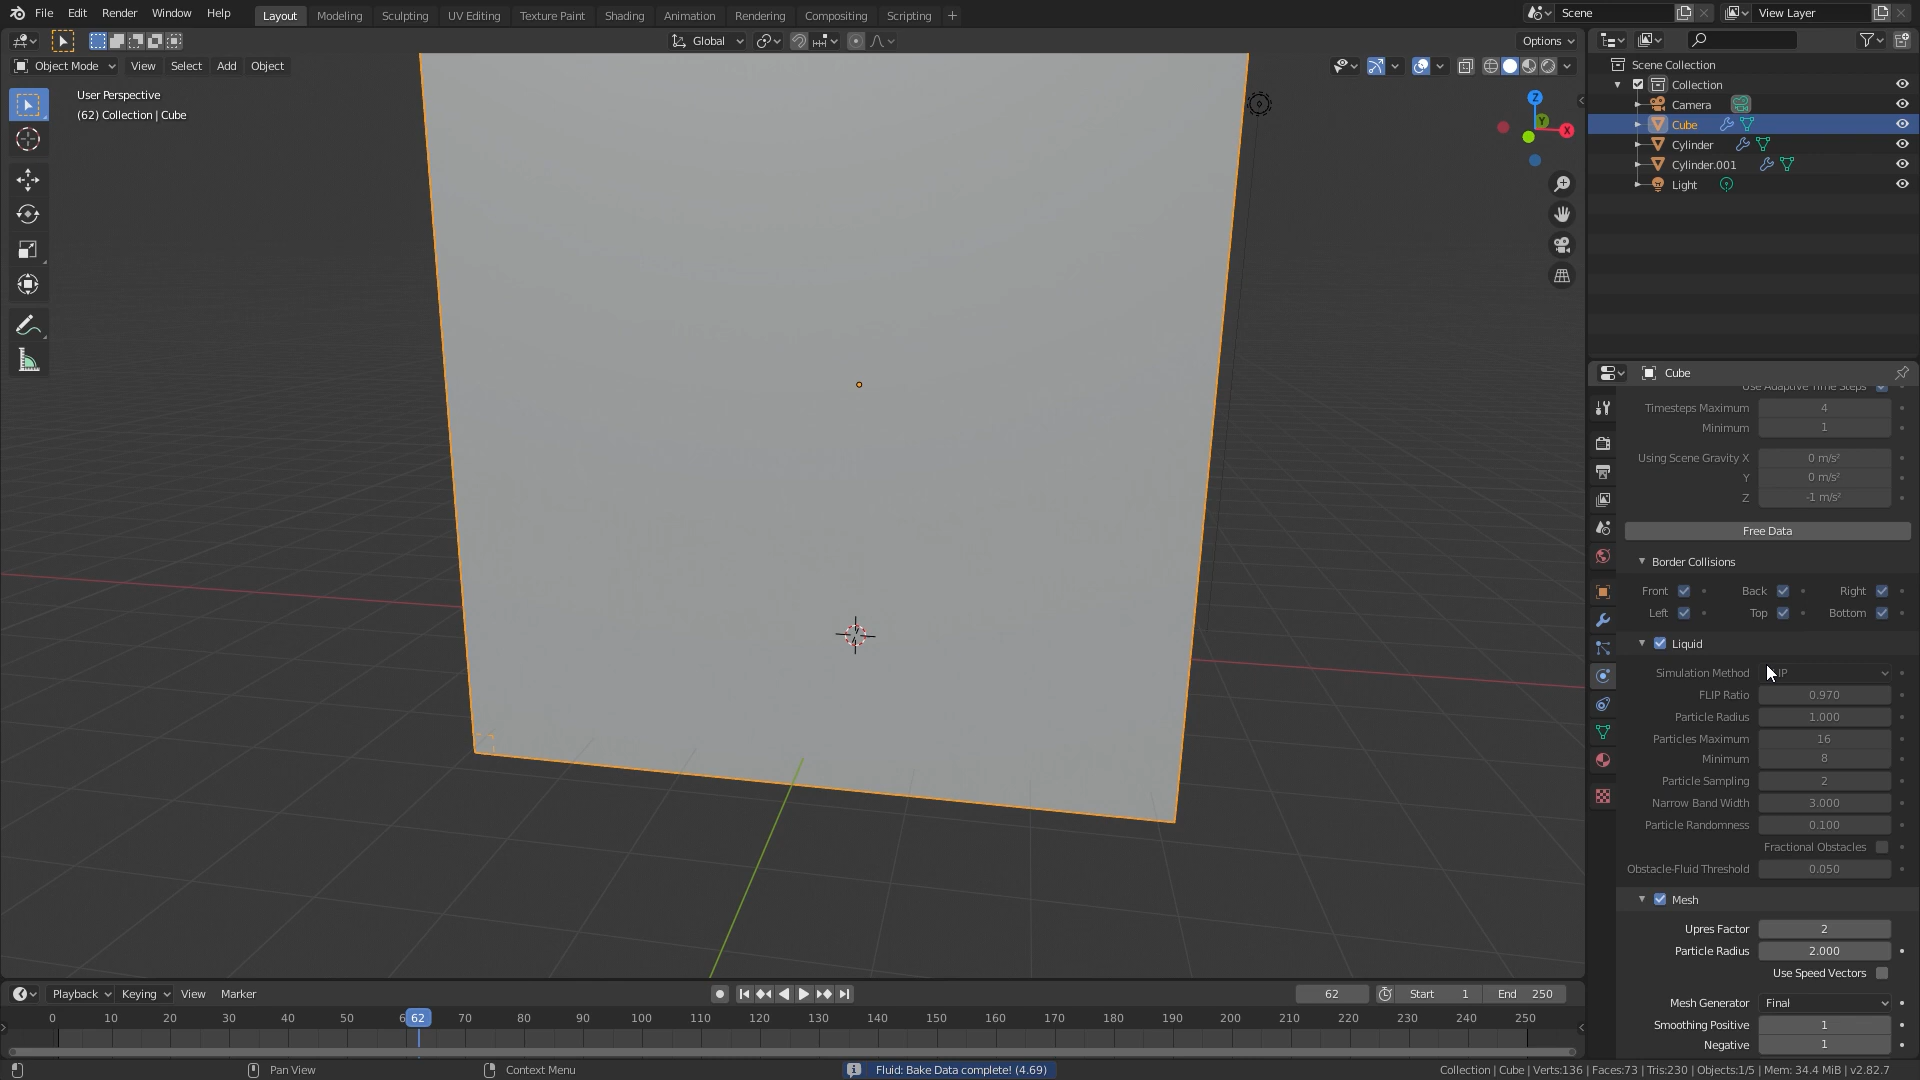 File Edit Render Window Help
Layout Modeling Sculpting UV Editing Texture Paint Shading Animation Rendering Compositing Scripting +
Scene
View Layer
Global
Options
Object Mode View Select Add Object
User Perspective
(62) Collection | Cube
Z
Y
X
Scene Collection
Collection
Camera
Cube
Cylinder
Cylinder.001
Light
Cube
Use Adaptive Time Steps
Timesteps Maximum 4
Minimum 1
Using Scene Gravity X 0 m/s²
Y 0 m/s²
Z -1 m/s²
Free Data
Border Collisions
Front Back Right
Left Top Bottom
Liquid
Simulation Method IP
FLIP Ratio 0.970
Particle Radius 1.000
Particles Maximum 16
Minimum 8
Particle Sampling 2
Narrow Band Width 3.000
Particle Randomness 0.100
Fractional Obstacles
Obstacle-Fluid Threshold 0.050
Mesh
Upres Factor 2
Particle Radius 2.000
Use Speed Vectors
Mesh Generator Final
Smoothing Positive 1
Negative 1
Playback Keying View Marker
62 Start 1 End 250
0 10 20 30 40 50 6 62 70 80 90 100 110 120 130 140 150 160 170 180 190 200 210 220 230 240 250
Pan View
Context Menu
Fluid: Bake Data complete! (4.69)
Collection | Cube | Verts:136 | Faces:73 | Tris:230 | Objects:1/5 | Mem: 34.4 MiB | v2.82.7